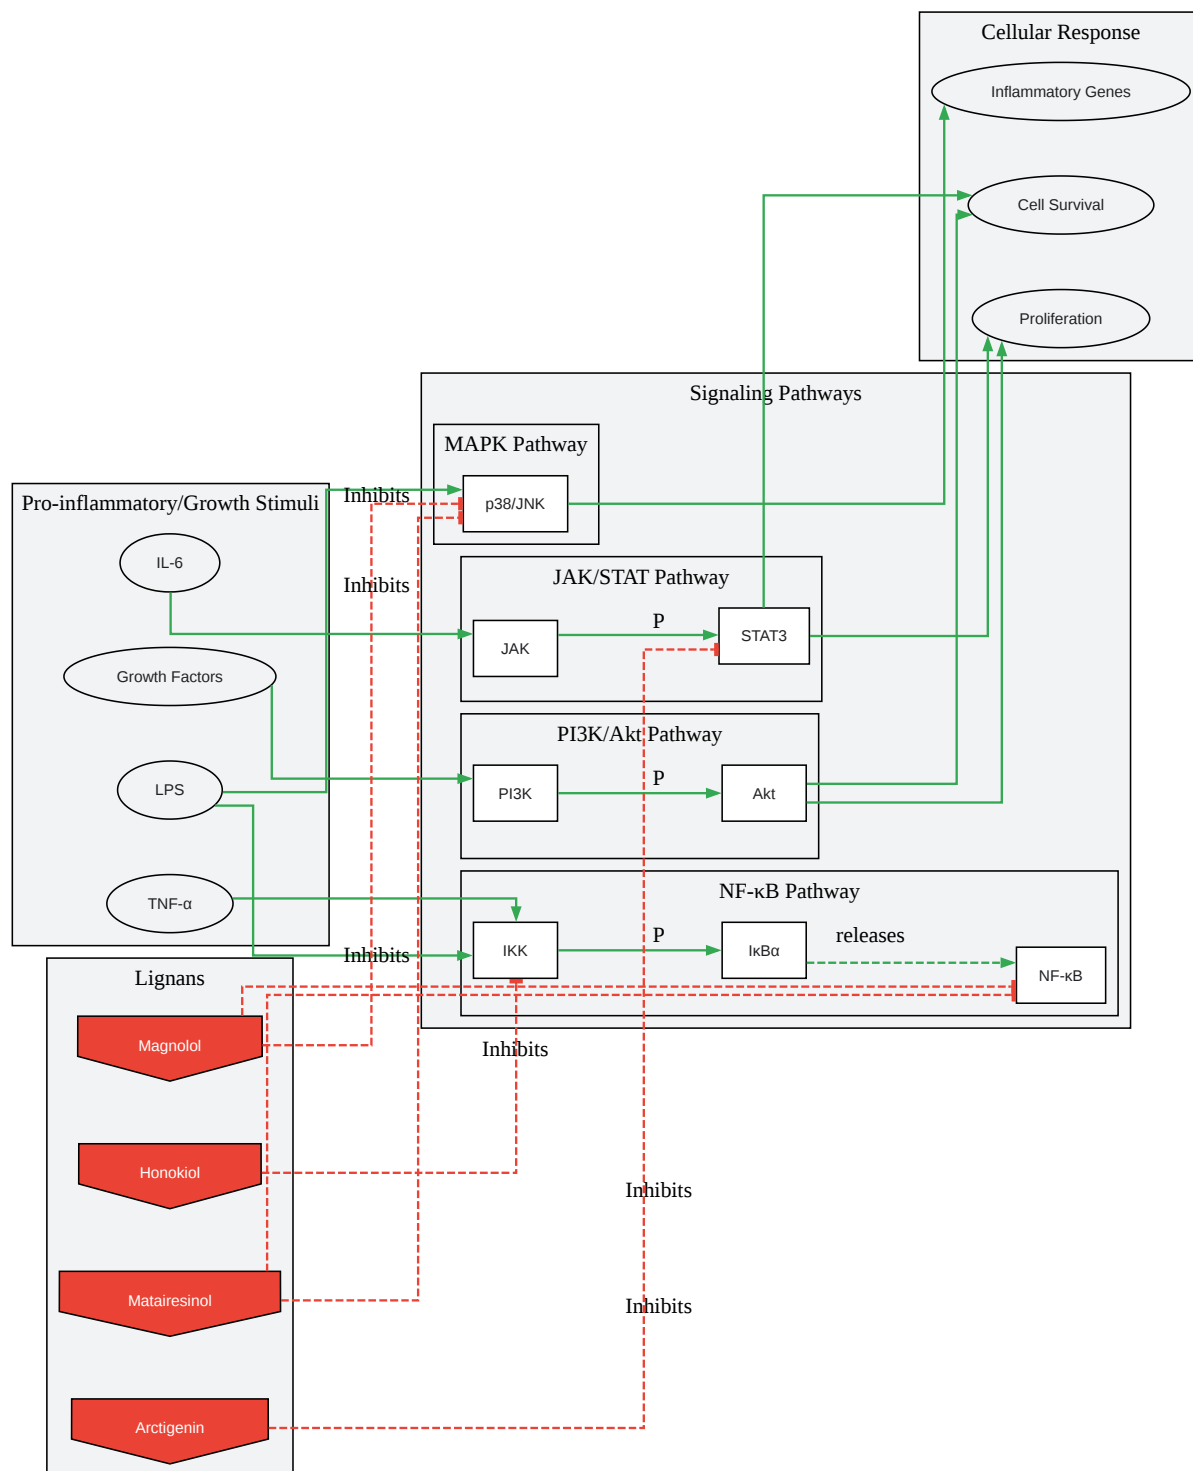 Cellular Response
Inflammatory Genes
Cell Survival
Proliferation
Signaling Pathways
MAPK Pathway
p38/JNK
Inhibits
Pro-inflammatory/Growth Stimuli
IL-6
Inhibits
JAK/STAT Pathway
JAK
P
STAT3
Growth Factors
PI3K/Akt Pathway
PI3K
P
Akt
LPS
TNF-α
NF-κB Pathway
IKK
P
IκBα
releases
NF-κB
Inhibits
Lignans
Magnolol
Inhibits
Honokiol
Inhibits
Matairesinol
Inhibits
Arctigenin